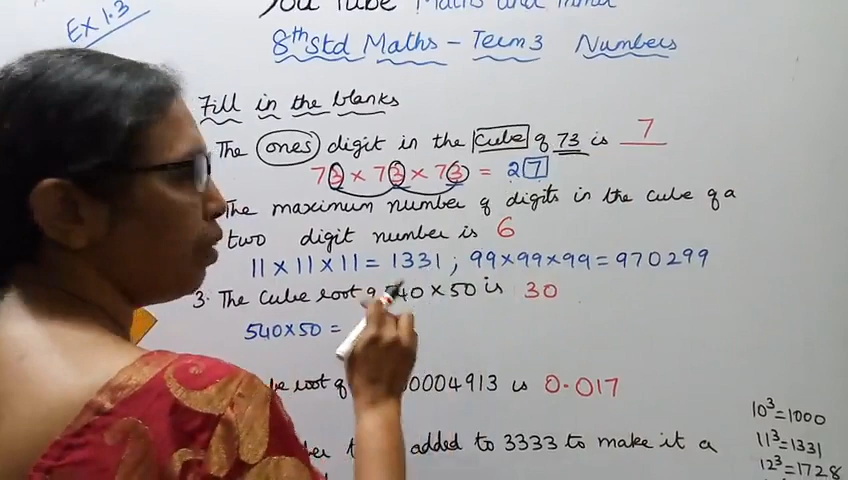 You Tube Maths and
Ex 1.3
8th Std Maths - Term 3 Numbers
Fill in the blanks
The ones digit in the cube of 73 is 7
73 × 73 × 73 = 27
The maximum number of digits in the cube of a
two digit number is 6
11 × 11 × 11 = 1331 ; 99×99×99 = 970299
3. The cube root of 540 × 50 is 30
540×50 =
be root of 00004913 is 0.017
10³=1000
ber added to 3333 to make it a
11³=1331
12³=1728